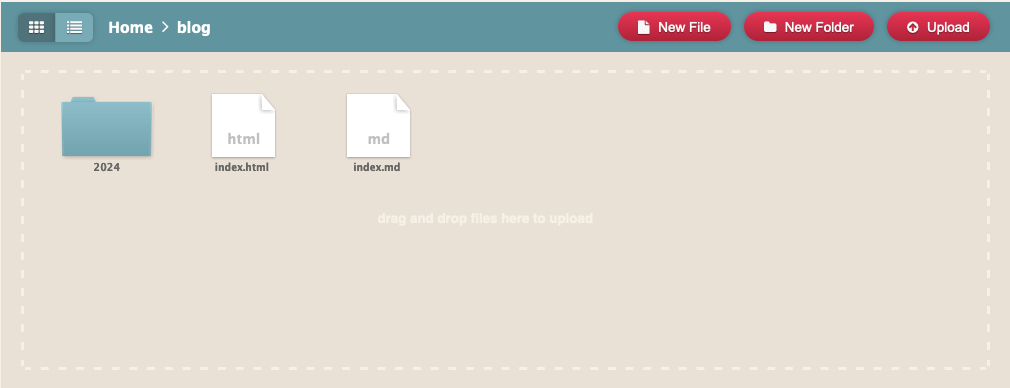 Home > blog
New File
New Folder
Upload
html
md
2024
index.html
index.md
drag and drop files here to upload